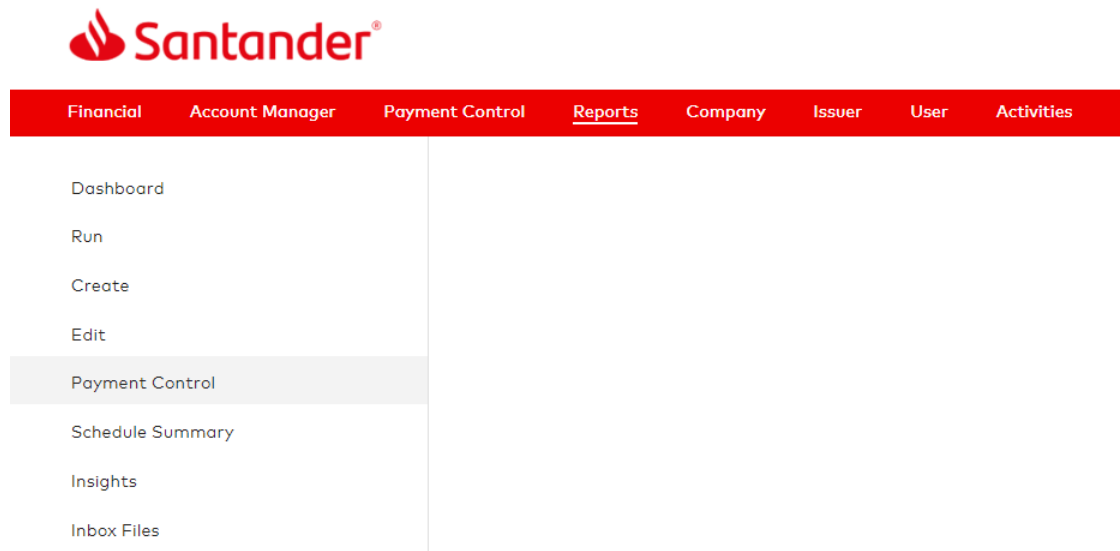 Santander®
Financial Account Manager Payment Control Reports Company Issuer User Activities
Dashboard
Run
Create
Edit
Payment Control
Schedule Summary
Insights
Inbox Files